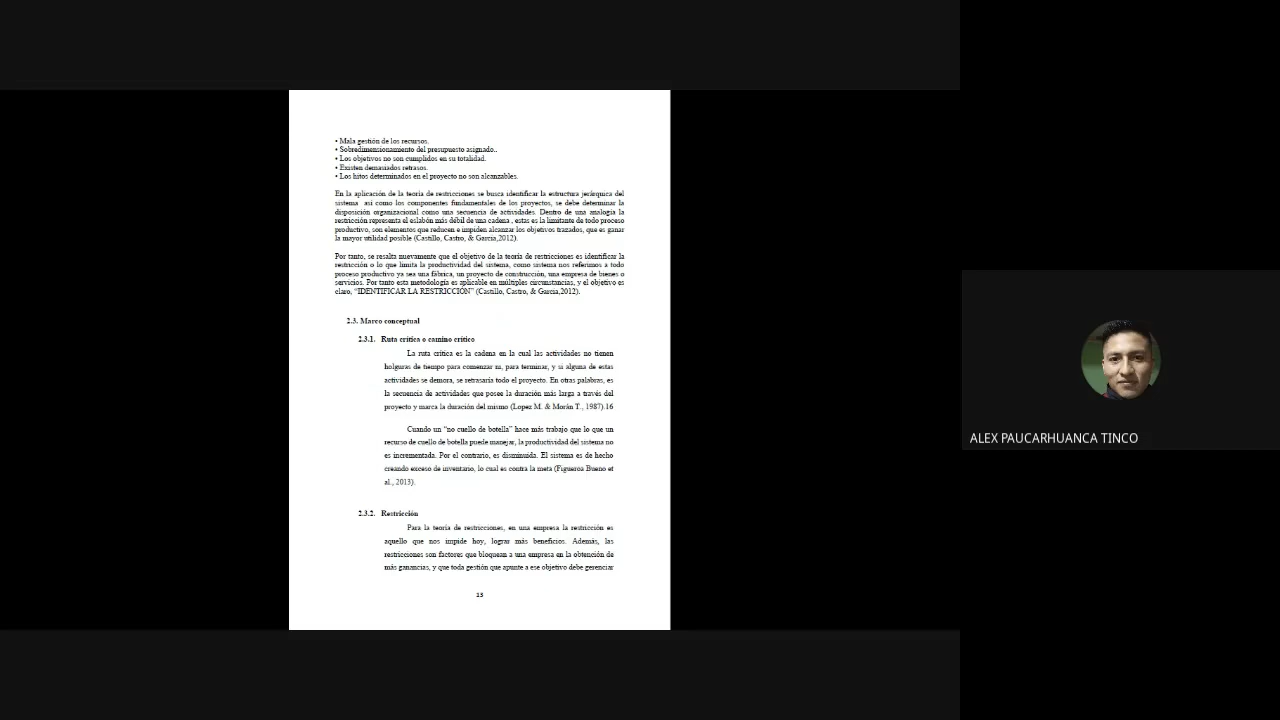 • Mala gestión de los recursos.
• Sobredimensionamiento del presupuesto asignado..
• Los objetivos no son cumplidos en su totalidad.
• Existen demasiados retrasos.
• Los hitos determinados en el proyecto no son alcanzables.
En la aplicación de la teoría de restricciones se busca identificar la estructura jerárquica del
sistema así como los componentes fundamentales de los proyectos, se debe determinar la
disposición organizacional como una secuencia de actividades. Dentro de una analogía la
restricción representa el eslabón más débil de una cadena , estas es la limitante de todo proceso
productivo, son elementos que reducen e impiden alcanzar los objetivos trazados, que es ganar
la mayor utilidad posible (Castillo, Castro, & Garcia,2012).
Por tanto, se resalta nuevamente que el objetivo de la teoría de restricciones es identificar la
restricción o lo que limita la productividad del sistema, como sistema nos referimos a todo
proceso productivo ya sea una fábrica, un proyecto de construcción, una empresa de bienes o
servicios. Por tanto esta metodología es aplicable en múltiples circunstancias, y el objetivo es
claro, “IDENTIFICAR LA RESTRICCIÓN” (Castillo, Castro, & Garcia,2012).
2.3. Marco conceptual
2.3.1. Ruta crítica o camino crítico
La ruta crítica es la cadena en la cual las actividades no tienen
holguras de tiempo para comenzar ni, para terminar, y si alguna de estas
actividades se demora, se retrasaría todo el proyecto. En otras palabras, es
la secuencia de actividades que posee la duración más larga a través del
proyecto y marca la duración del mismo (Lopez M. & Morán T., 1987).16
Cuando un “no cuello de botella” hace más trabajo que lo que un
recurso de cuello de botella puede manejar, la productividad del sistema no
es incrementada. Por el contrario, es disminuida. El sistema es de hecho
creando exceso de inventario, lo cual es contra la meta (Figueroa Bueno et
al., 2013).
2.3.2. Restricción
Para la teoría de restricciones, en una empresa la restricción es
aquello que nos impide hoy, lograr más beneficios. Además, las
restricciones son factores que bloquean a una empresa en la obtención de
más ganancias, y que toda gestión que apunte a ese objetivo debe gerenciar
13
ALEX PAUCARHUANCA TINCO